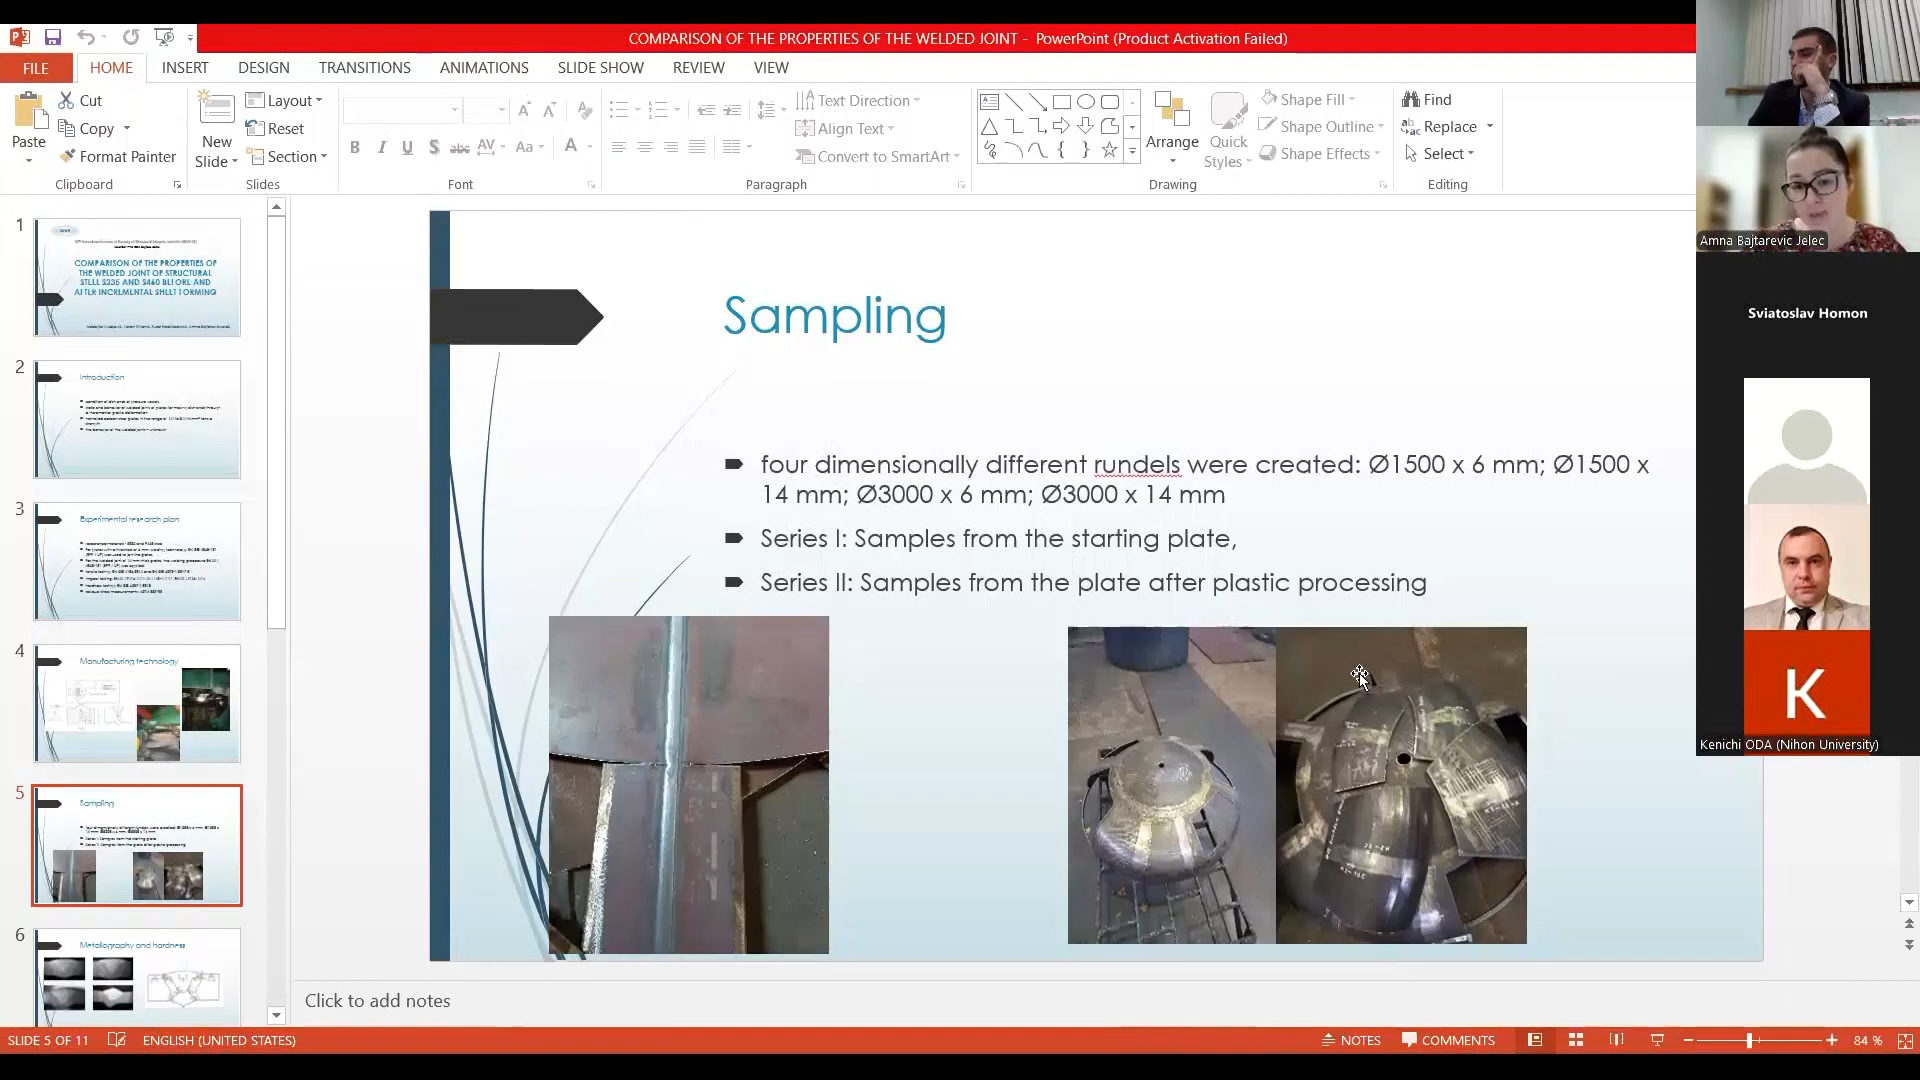 COMPARISON OF THE PROPERTIES OF THE WELDED JOINT - PowerPoint (Product Activation Failed)
FILE HOME INSERT DESIGN TRANSITIONS ANIMATIONS SLIDE SHOW REVIEW VIEW
Paste
Cut
Copy
Format Painter
Clipboard
New
Slide
Layout
Reset
Section
Slides
Font
Text Direction
Align Text
Convert to SmartArt
Paragraph
Arrange
Quick
Styles
Shape Fill
Shape Outline
Shape Effects
Drawing
Find
Replace
Select
Editing
1
COMPARISON OF THE PROPERTIES OF
THE WELDED JOINT OF STRUCTURAL
STEEL S235 AND S460 BEFORE AND
AFTER INCREMENTAL SHEET FORMING
2
Introduction
3
Experimental research plan
4
Manufacturing technology
5
Sampling
6
Metallography and hardness
Sampling
four dimensionally different rundels were created: Ø1500 x 6 mm; Ø1500 x
14 mm; Ø3000 x 6 mm; Ø3000 x 14 mm
Series I: Samples from the starting plate,
Series II: Samples from the plate after plastic processing
Click to add notes
SLIDE 5 OF 11 ENGLISH (UNITED STATES) NOTES COMMENTS 84 %
Amna Bajtarevic Jelec
Sviatoslav Homon
K
Kenichi ODA (Nihon University)